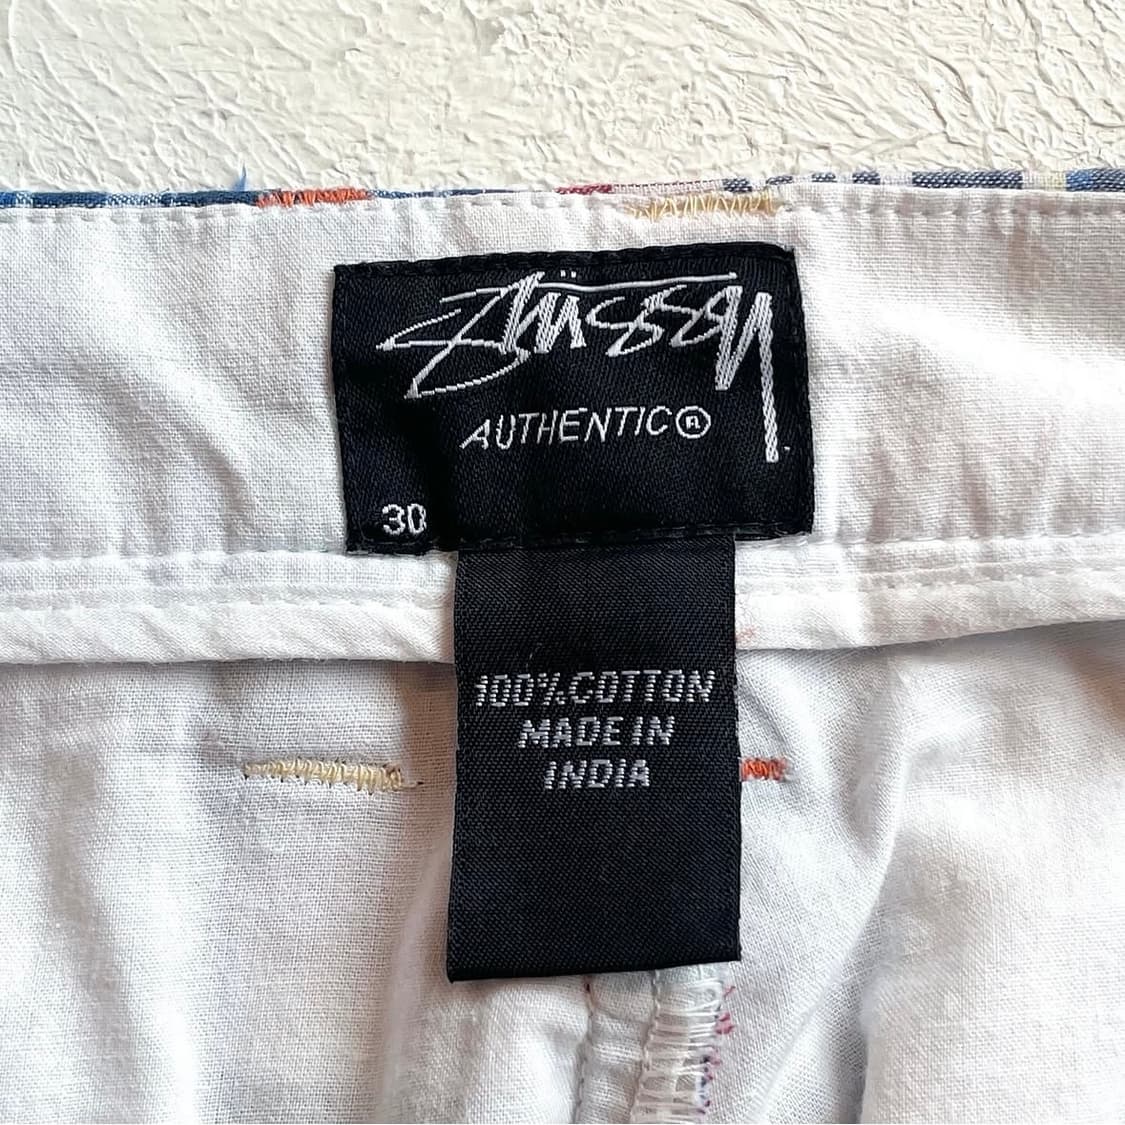 Stüssy
AUTHENTIC®
30
100% COTTON
MADE IN
INDIA